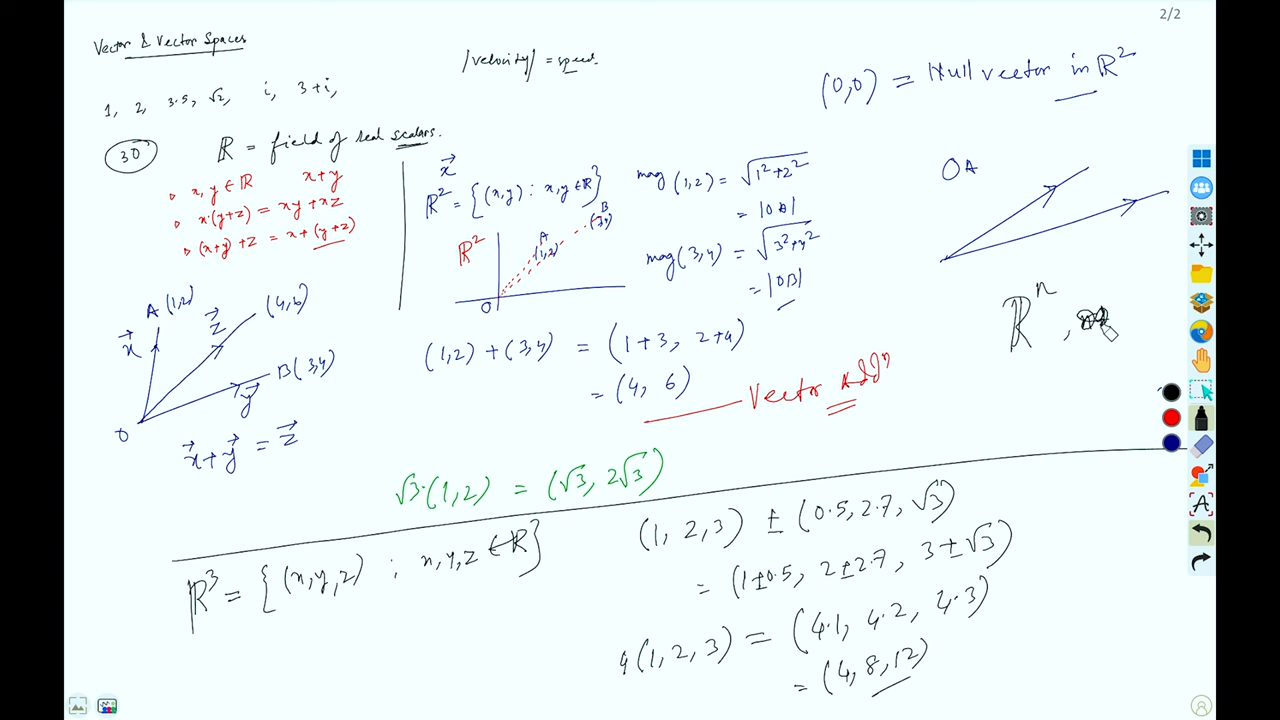 2/2
Vector & Vector Spaces
|velocity| = speed.
(0,0) = Null vector in ℝ²
1, 2, 3.5, √2, i, 3+i,
30
ℝ = field of real scalars.
x, y ∈ ℝ x+y
x·(y+z) = xy + xz
(x+y)+z = x+(y+z)
x⃗
ℝ² = {(x,y) : x,y ∈ ℝ}
ℝ²
A
(1,2)
B
(3,4)
O
mag (1,2) = √1²+2²
= |OA|
mag (3,4) = √3²+4²
= |OB|
OA
ℝⁿ,
A (1,2)
(4,6)
B (3,4)
x⃗
z⃗
y⃗
O
x⃗ + y⃗ = z⃗
(1,2) + (3,4) = (1+3, 2+4)
= (4, 6)
Vector Addⁿ
√3·(1,2) = (√3, 2√3)
ℝ³ = {(x,y,z) ; x,y,z ∈ ℝ}
(1, 2, 3) ± (0.5, 2.7, √3)
= (1±0.5, 2±2.7, 3±√3)
4(1,2,3) = (4.1, 4.2, 4.3)
= (4,8,12)
A